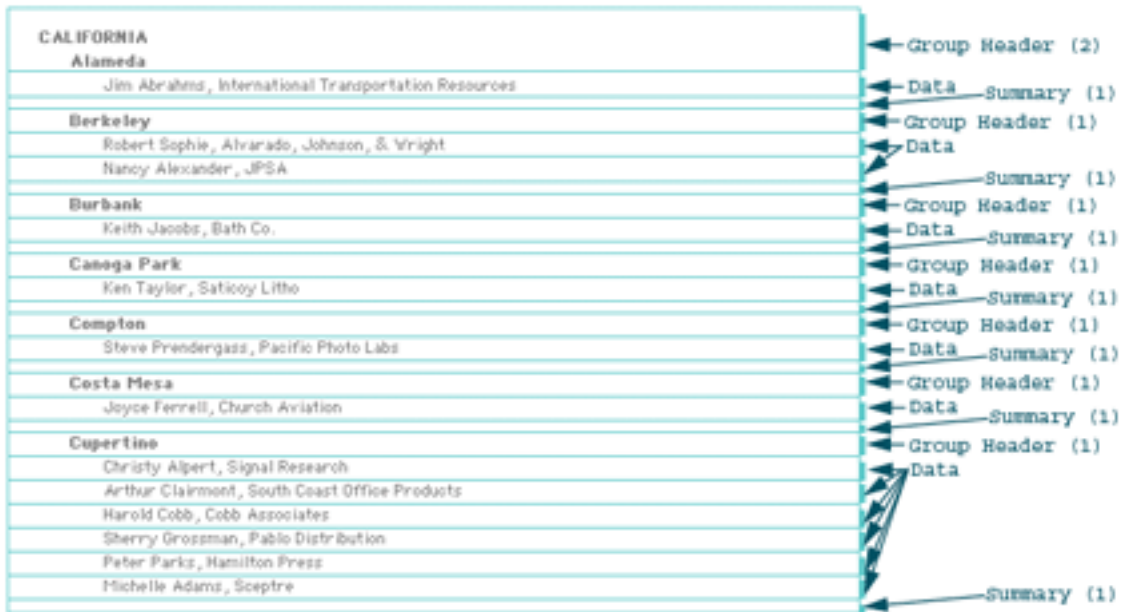 CALIFORNIA
Group Header (2)
Alameda
Jim Abrahms, International Transportation Resources
Data
Summary (1)
Berkeley
Group Header (1)
Robert Sophie, Alvarado, Johnson, & Wright
Data
Nancy Alexander, JPSA
Summary (1)
Burbank
Group Header (1)
Keith Jacobs, Bath Co.
Data
Summary (1)
Canoga Park
Group Header (1)
Ken Taylor, Saticoy Litho
Data
Summary (1)
Compton
Group Header (1)
Steve Prendergass, Pacific Photo Labs
Data
Summary (1)
Costa Mesa
Group Header (1)
Joyce Ferrell, Church Aviation
Data
Summary (1)
Cupertino
Group Header (1)
Christy Alpert, Signal Research
Data
Arthur Clairmont, South Coast Office Products
Harold Cobb, Cobb Associates
Sherry Grossman, Pablo Distribution
Peter Parks, Hamilton Press
Michelle Adams, Sceptre
Summary (1)